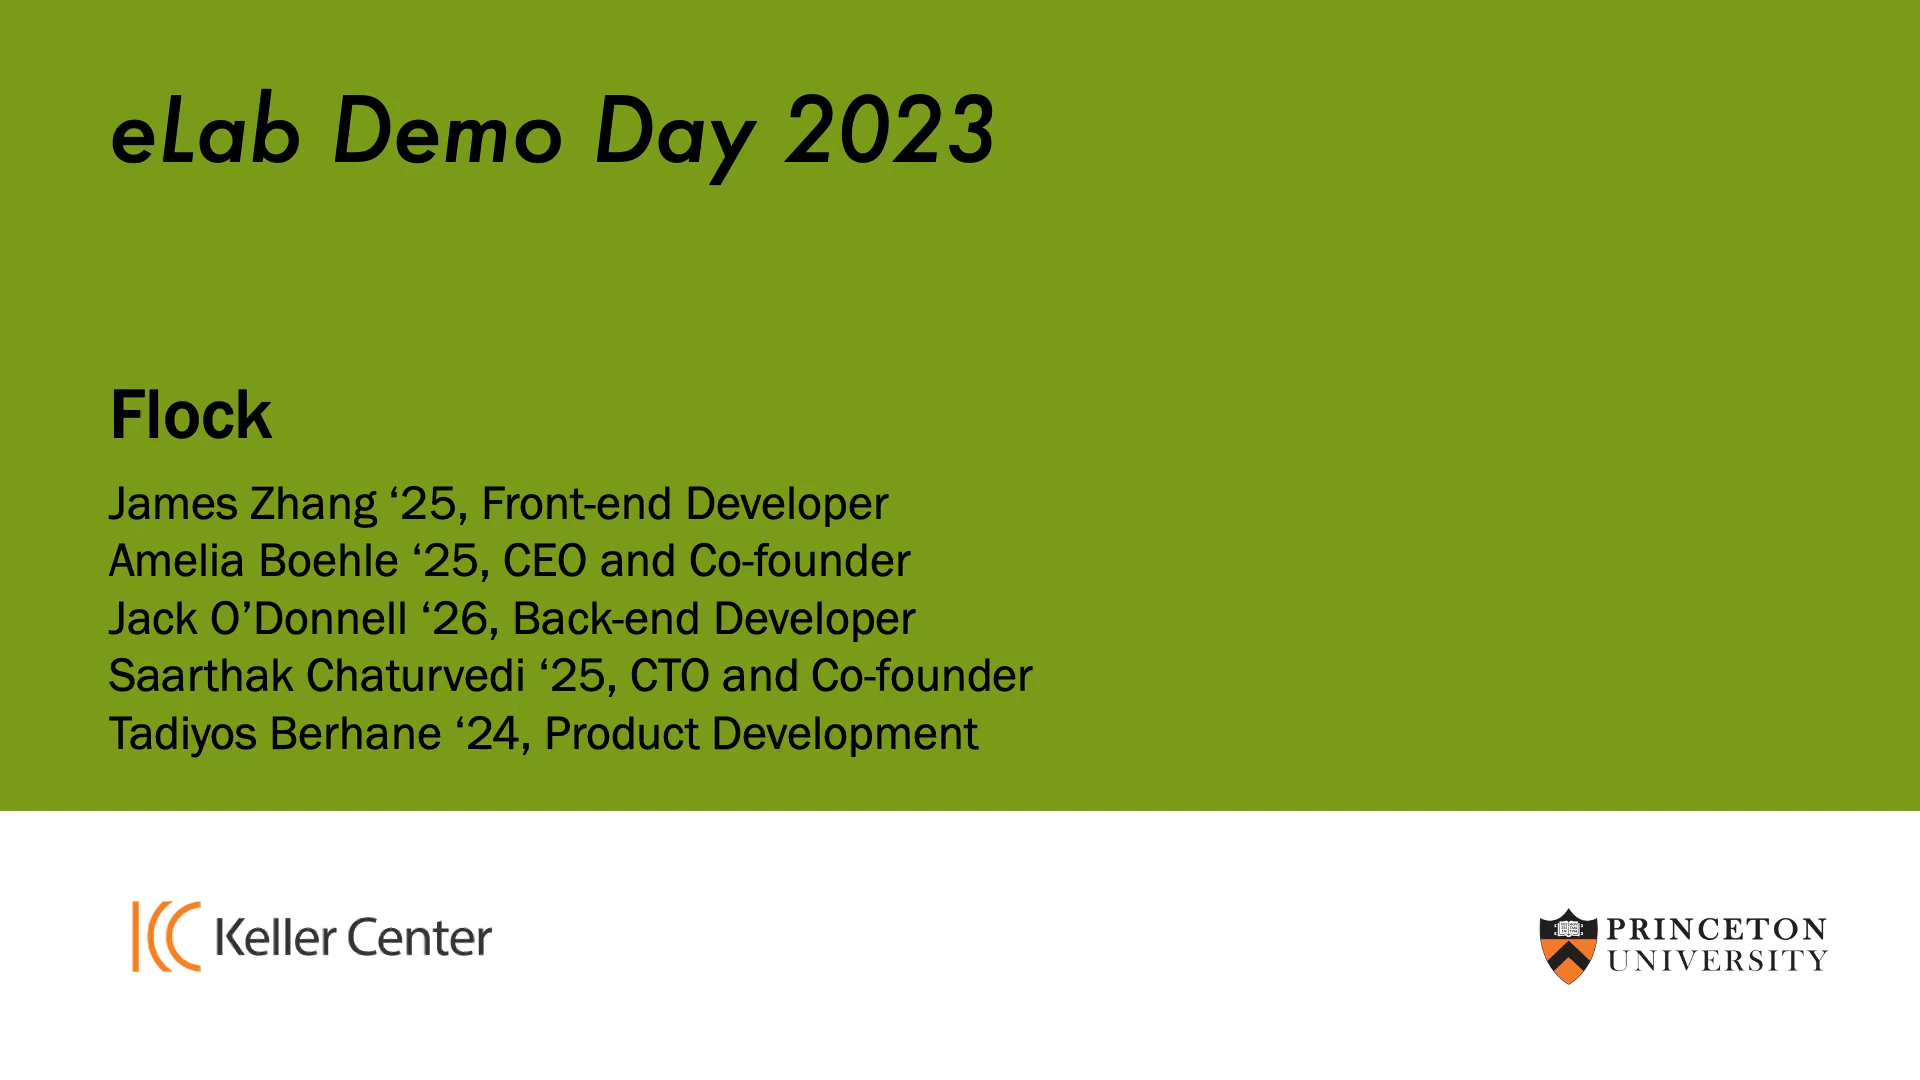 eLab Demo Day 2023
Flock
James Zhang ‘25, Front-end Developer
Amelia Boehle ‘25, CEO and Co-founder
Jack O’Donnell ‘26, Back-end Developer
Saarthak Chaturvedi ‘25, CTO and Co-founder
Tadiyos Berhane ‘24, Product Development
Keller Center
PRINCETON
UNIVERSITY